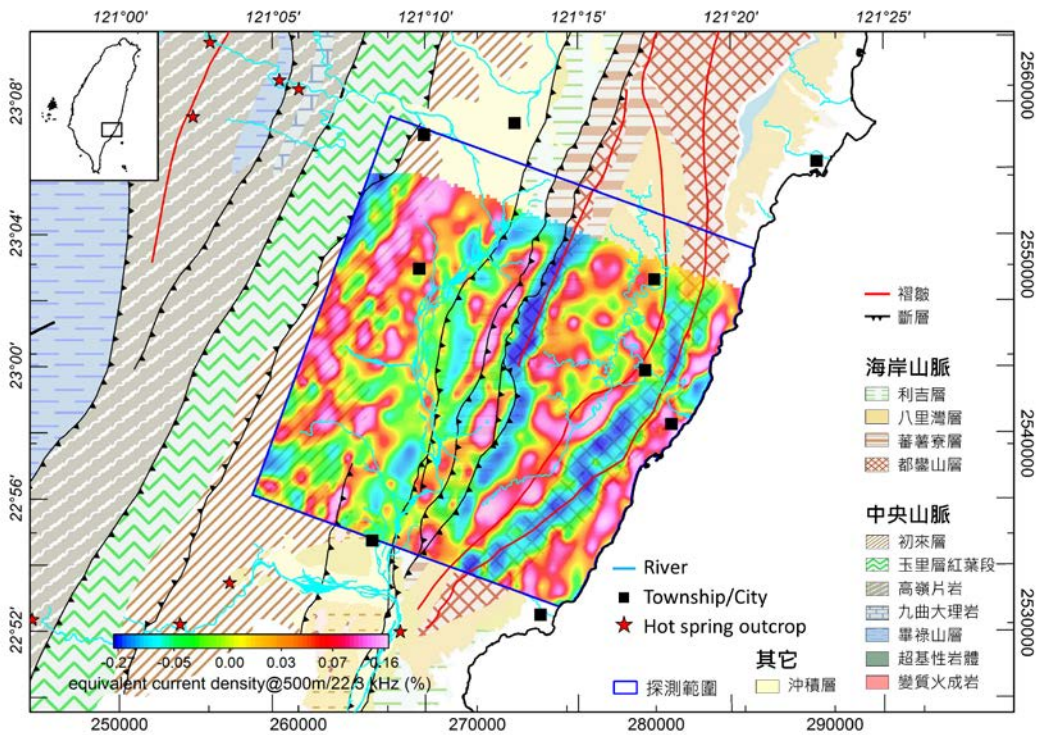 121°00' 121°05' 121°10' 121°15' 121°20' 121°25'
23°08'
23°04'
23°00'
22°56'
22°52'
2560000
2550000
2540000
2530000
褶皺
斷層
海岸山脈
利吉層
八里灣層
蕃薯寮層
都巒山層
中央山脈
初來層
玉里層紅葉段
高嶺片岩
九曲大理岩
畢祿山層
超基性岩體
變質火成岩
River
Township/City
Hot spring outcrop
其它
探測範圍
沖積層
-0.27 -0.05 0.00 0.03 0.07 0.16
equivalent current density@500m/22.3 KHz (%)
250000 260000 270000 280000 290000